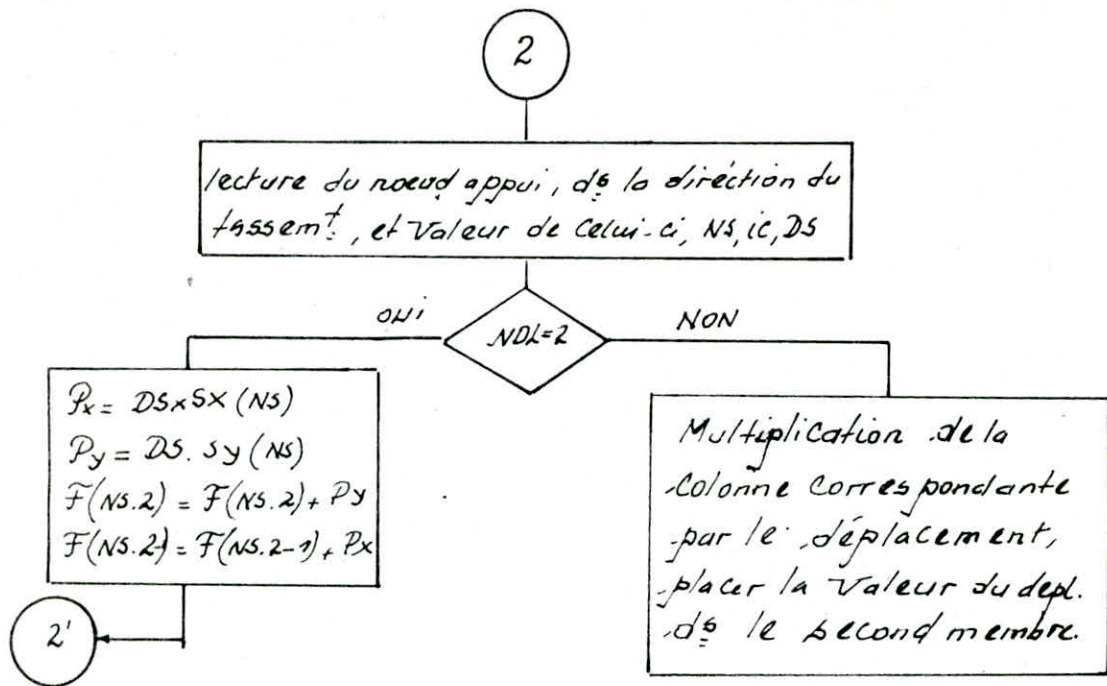 2
lecture du noeud appui, ds la diréction du
tassemt, et Valeur de Celui-ci, NS, ic, DS
OUi
NDL=2
NON
Px = DS x SX (NS)
Py = DS. Sy (NS)
F(NS.2) = F(NS.2) + Py
F(NS.2-) = F(NS.2-1) + Px
2'
Multiplication de la
Colonne Correspondante
par le déplacement,
placer la Valeur du depl.
ds le second membre.